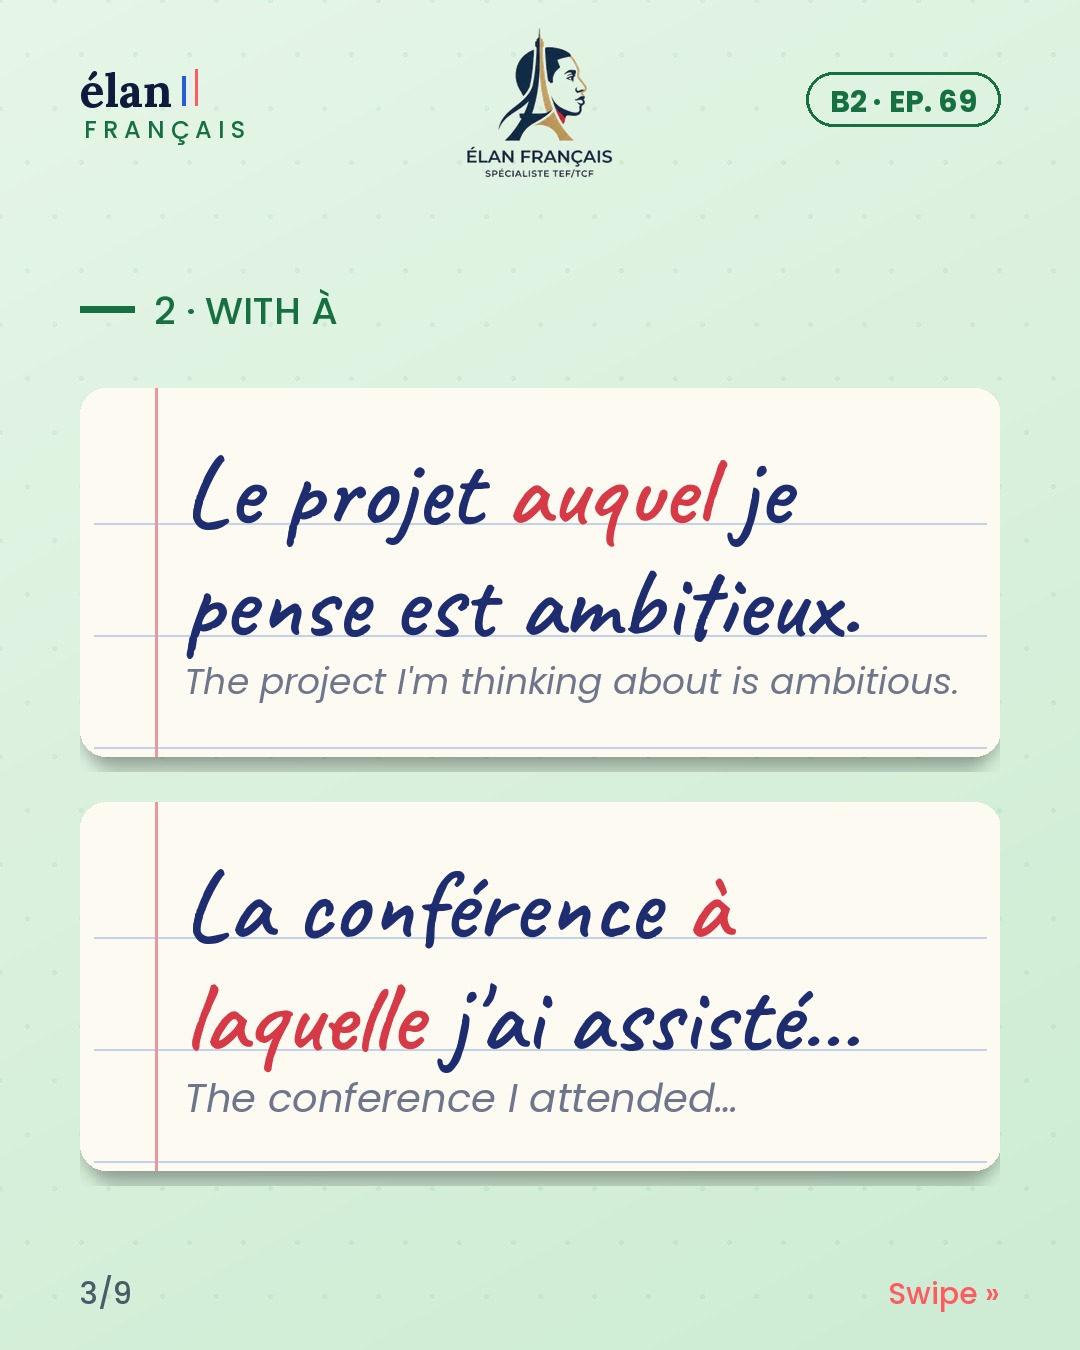 élan
FRANÇAIS
ÉLAN FRANÇAIS
SPÉCIALISTE TEF/TCF
B2 · EP. 69
2 · WITH À
Le projet auquel je
pense est ambitieux.
The project I'm thinking about is ambitious.
La conférence à
laquelle j'ai assisté...
The conference I attended...
3/9
Swipe »